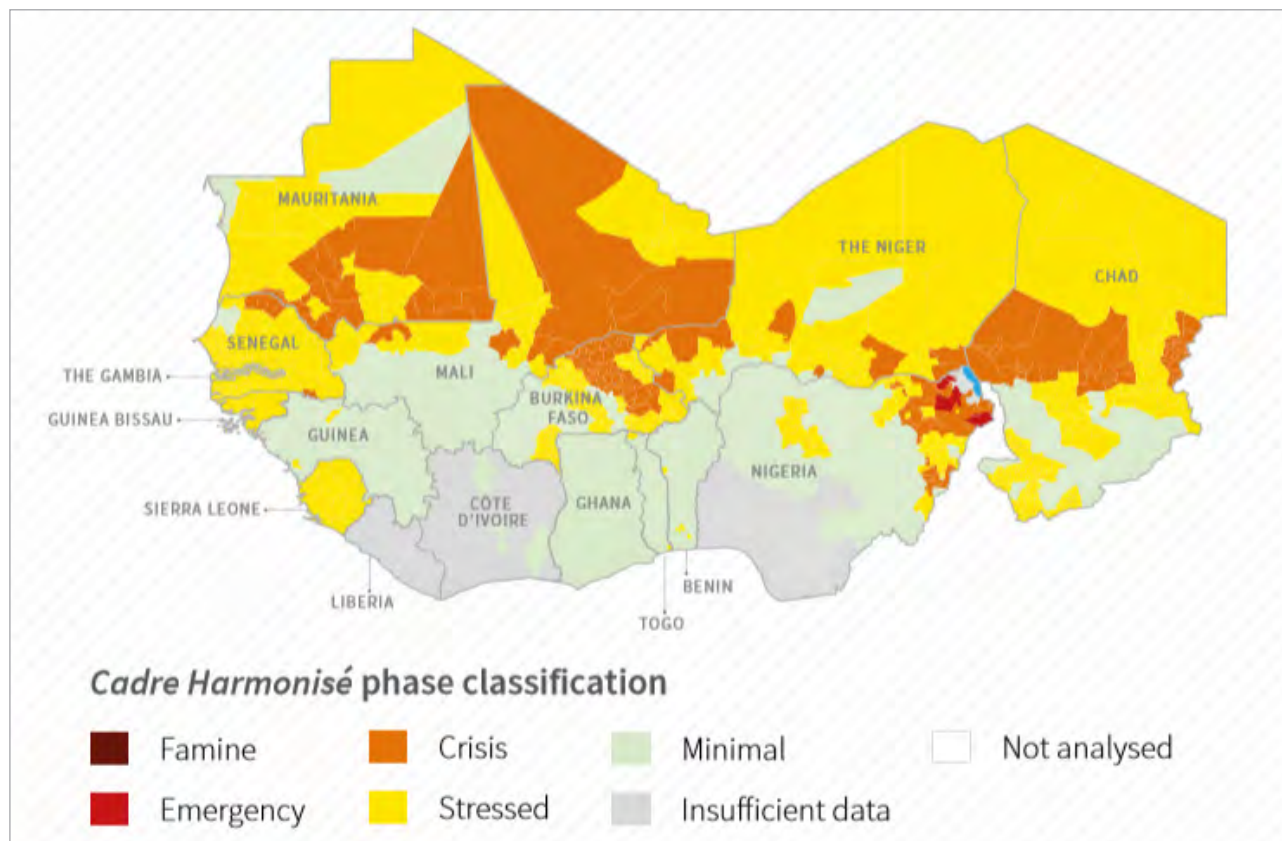 MAURITANIA
THE NIGER
CHAD
SENEGAL
THE GAMBIA
MALI
BURKINA
FASO
GUINEA BISSAU
GUINEA
NIGERIA
SIERRA LEONE
CÔTE
D'IVOIRE
GHANA
LIBERIA
BENIN
TOGO
Cadre Harmonisé phase classification
Famine
Crisis
Minimal
Not analysed
Emergency
Stressed
Insufficient data